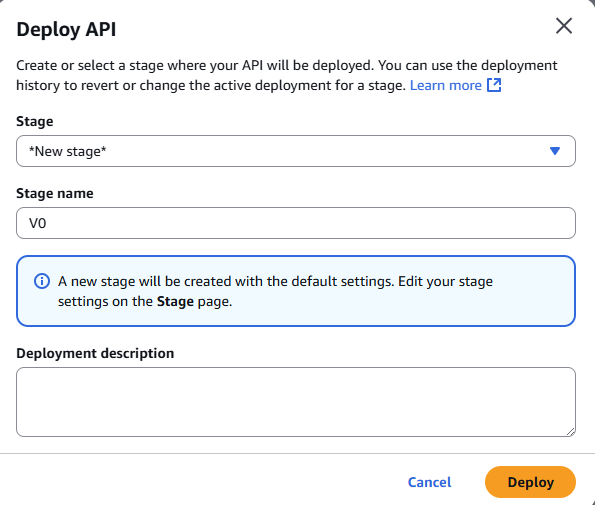 Deploy API
Create or select a stage where your API will be deployed. You can use the deployment
history to revert or change the active deployment for a stage. Learn more
Stage
*New stage*
Stage name
V0
A new stage will be created with the default settings. Edit your stage
settings on the Stage page.
Deployment description
Cancel
Deploy